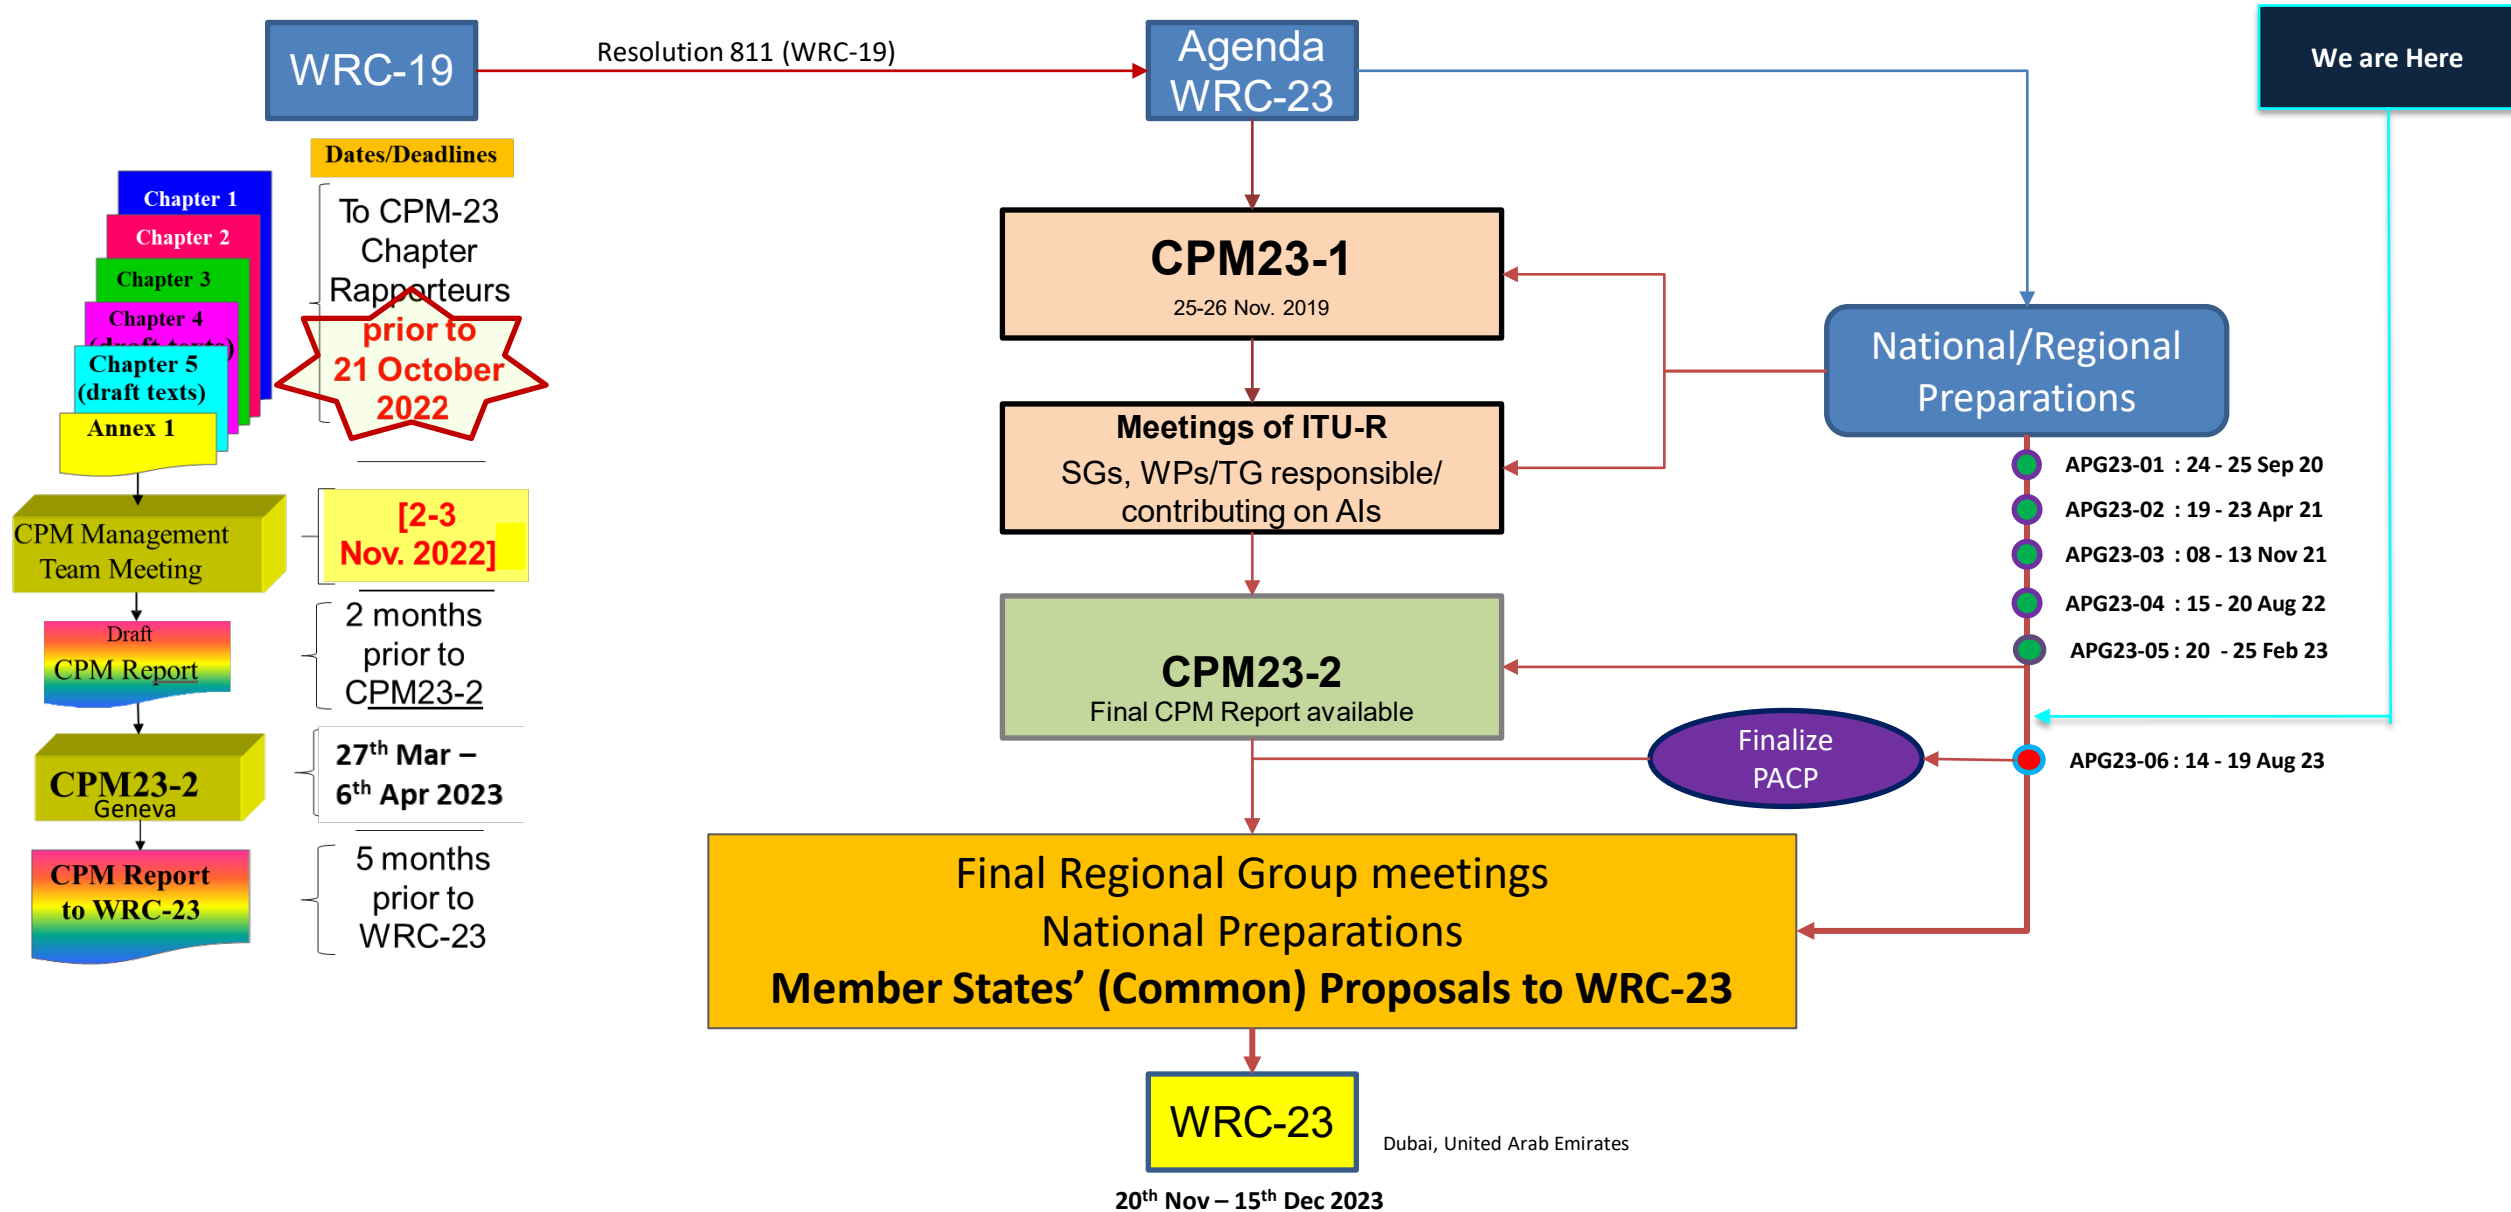 WRC-19
Resolution 811 (WRC-19)
Agenda
WRC-23
We are Here
Dates/Deadlines
Chapter 1
Chapter 2
Chapter 3
Chapter 4
(draft texts)
Chapter 5
(draft texts)
Annex 1
To CPM-23
Chapter
Rapporteurs
prior to
21 October
2022
CPM Management
Team Meeting
[2-3
Nov. 2022]
Draft
CPM Report
2 months
prior to
CPM23-2
CPM23-2
Geneva
27th Mar –
6th Apr 2023
CPM Report
to WRC-23
5 months
prior to
WRC-23
CPM23-1
25-26 Nov. 2019
Meetings of ITU-R
SGs, WPs/TG responsible/
contributing on AIs
CPM23-2
Final CPM Report available
National/Regional
Preparations
APG23-01 : 24 - 25 Sep 20
APG23-02 : 19 - 23 Apr 21
APG23-03 : 08 - 13 Nov 21
APG23-04 : 15 - 20 Aug 22
APG23-05 : 20 - 25 Feb 23
APG23-06 : 14 - 19 Aug 23
Finalize
PACP
Final Regional Group meetings
National Preparations
Member States’ (Common) Proposals to WRC-23
WRC-23
Dubai, United Arab Emirates
20th Nov – 15th Dec 2023